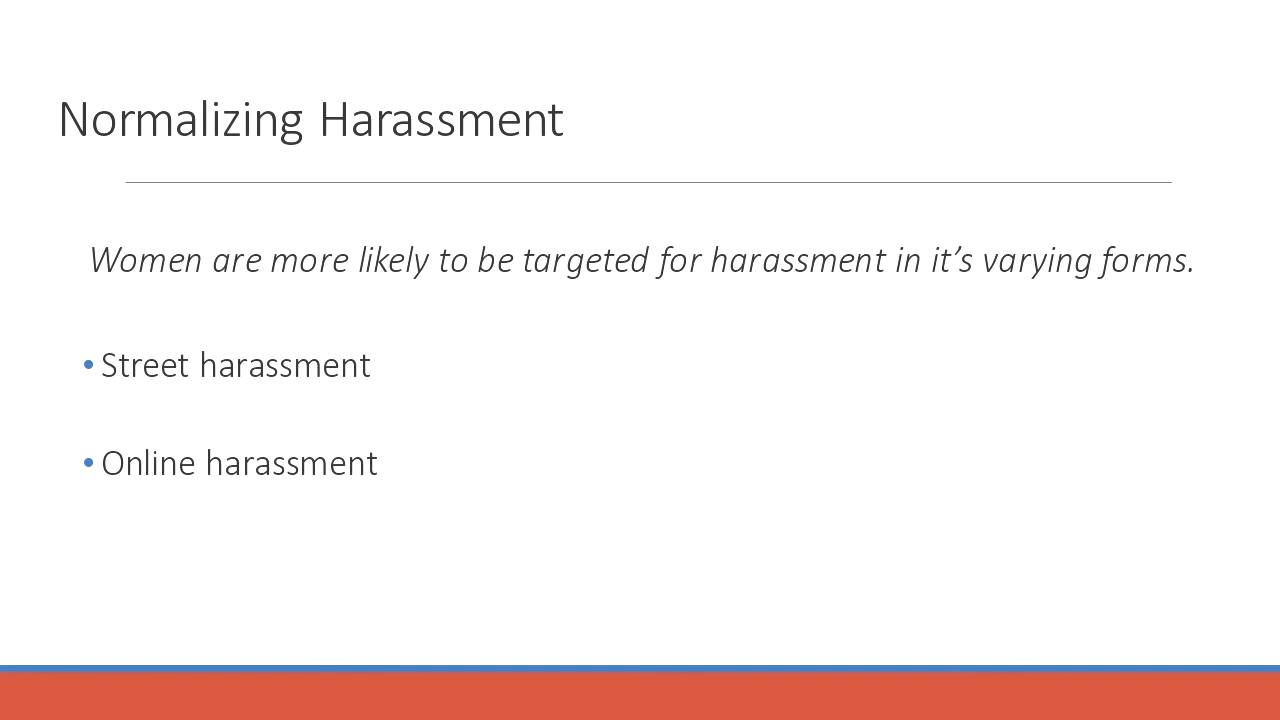 Normalizing Harassment
Women are more likely to be targeted for harassment in it’s varying forms.
• Street harassment
• Online harassment